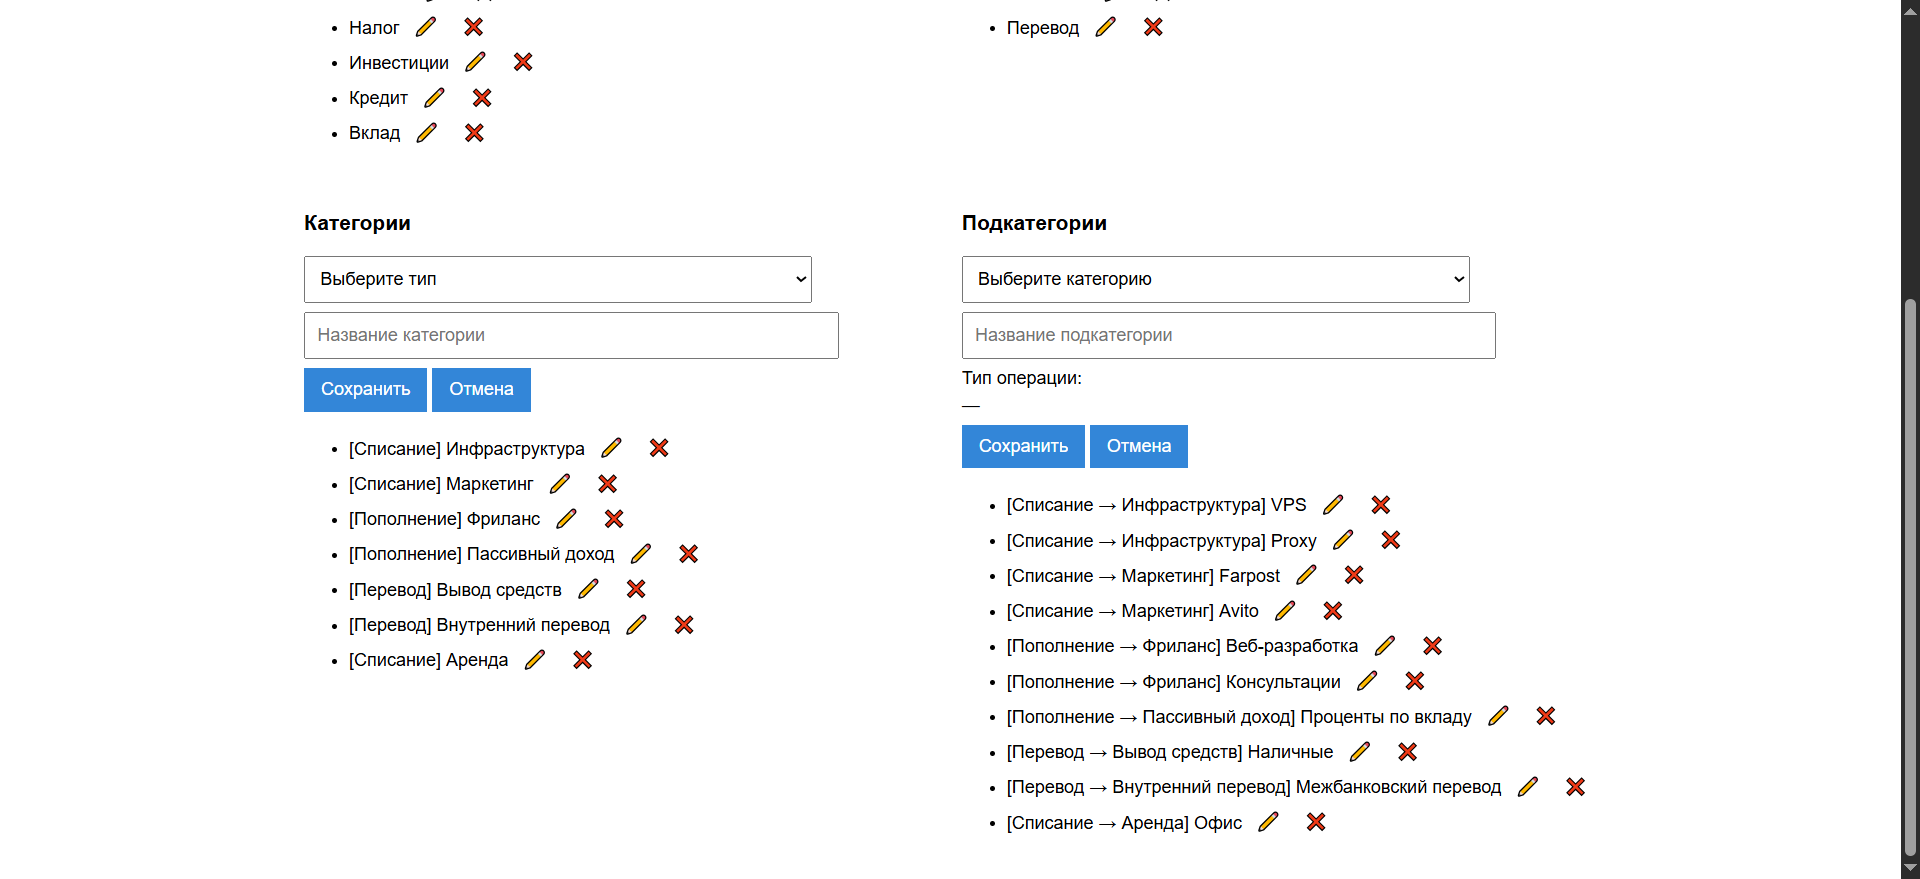 Налог
Инвестиции
Кредит
Вклад
Перевод
Категории
Выберите тип
Название категории
Сохранить Отмена
[Списание] Инфраструктура
[Списание] Маркетинг
[Пополнение] Фриланс
[Пополнение] Пассивный доход
[Перевод] Вывод средств
[Перевод] Внутренний перевод
[Списание] Аренда
Подкатегории
Выберите категорию
Название подкатегории
Тип операции:
—
Сохранить Отмена
[Списание → Инфраструктура] VPS
[Списание → Инфраструктура] Proxy
[Списание → Маркетинг] Farpost
[Списание → Маркетинг] Avito
[Пополнение → Фриланс] Веб-разработка
[Пополнение → Фриланс] Консультации
[Пополнение → Пассивный доход] Проценты по вкладу
[Перевод → Вывод средств] Наличные
[Перевод → Внутренний перевод] Межбанковский перевод
[Списание → Аренда] Офис